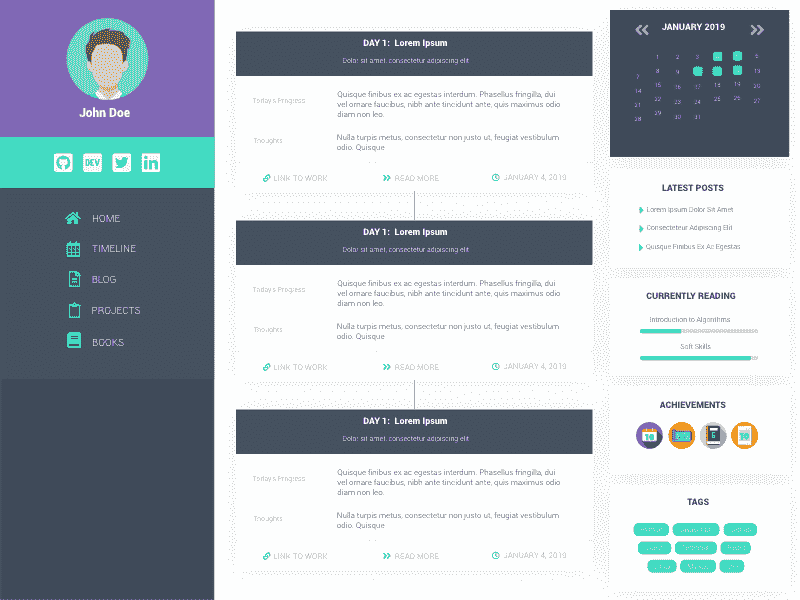 John Doe
DEV
HOME
TIMELINE
BLOG
PROJECTS
BOOKS
DAY 1: Lorem Ipsum
Dolor sit amet, consectetur adipiscing elit
Today's Progress
Quisque finibus ex ac egestas interdum. Phasellus fringilla, dui
vel ornare faucibus, nibh ante tincidunt ante, quis maximus odio
diam non leo.
Thoughts
Nulla turpis metus, consectetur non justo ut, feugiat vestibulum
odio. Quisque
LINK TO WORK READ MORE JANUARY 4, 2019
DAY 1: Lorem Ipsum
Dolor sit amet, consectetur adipiscing elit
Today's Progress
Quisque finibus ex ac egestas interdum. Phasellus fringilla, dui
vel ornare faucibus, nibh ante tincidunt ante, quis maximus odio
diam non leo.
Thoughts
Nulla turpis metus, consectetur non justo ut, feugiat vestibulum
odio. Quisque
LINK TO WORK READ MORE JANUARY 4, 2019
DAY 1: Lorem Ipsum
Dolor sit amet, consectetur adipiscing elit
Today's Progress
Quisque finibus ex ac egestas interdum. Phasellus fringilla, dui
vel ornare faucibus, nibh ante tincidunt ante, quis maximus odio
diam non leo.
Thoughts
Nulla turpis metus, consectetur non justo ut, feugiat vestibulum
odio. Quisque
LINK TO WORK READ MORE JANUARY 4, 2019
JANUARY 2019
1 2 3 6
7 8 9 13
14 15 16 17 18 19 20
21 22 23 24 25 26 27
28 29 30 31
LATEST POSTS
Lorem Ipsum Dolor Sit Amet
Consecteteur Adipiscing Elit
Quisque Finibus Ex Ac Egestas
CURRENTLY READING
Introduction to Algorithms
Soft Skills
ACHIEVEMENTS
TAGS